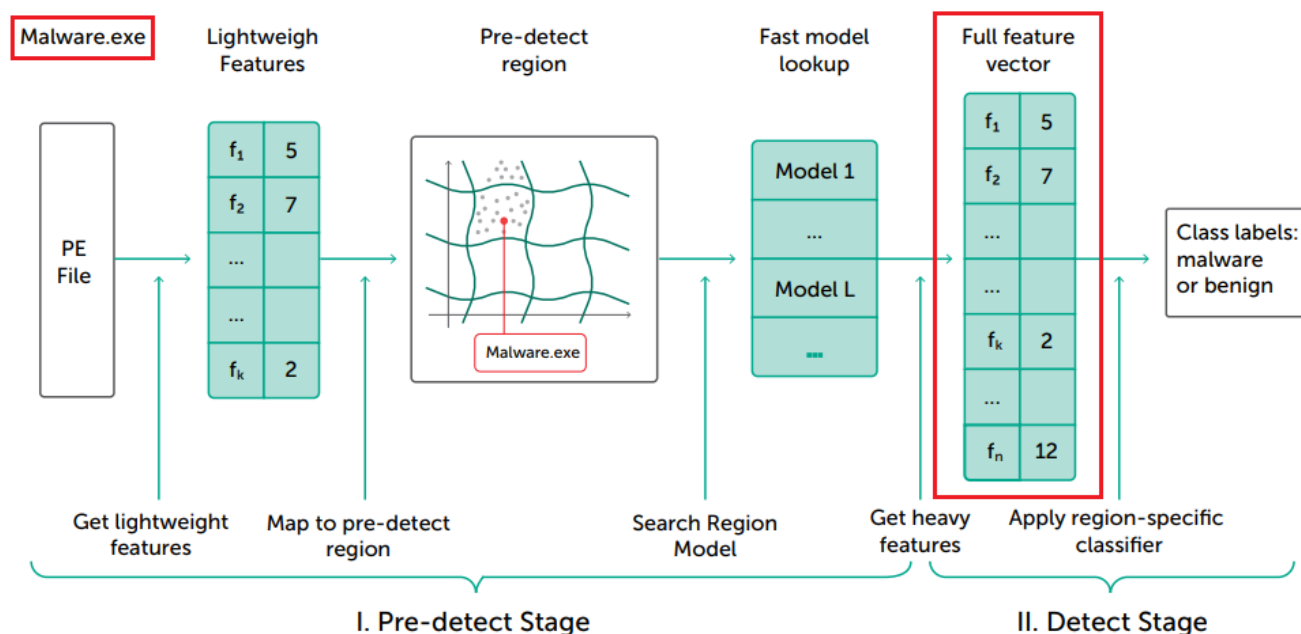 Malware.exe
Lightweigh
Features
Pre-detect
region
Fast model
lookup
Full feature
vector
PE
File
f₁ 5
f₂ 7
...
...
fₖ 2
Malware.exe
Model 1
...
Model L
...
f₁ 5
f₂ 7
...
...
fₖ 2
...
fₙ 12
Class labels:
malware
or benign
Get lightweight
features
Map to pre-detect
region
Search Region
Model
Get heavy
features
Apply region-specific
classifier
I. Pre-detect Stage
II. Detect Stage